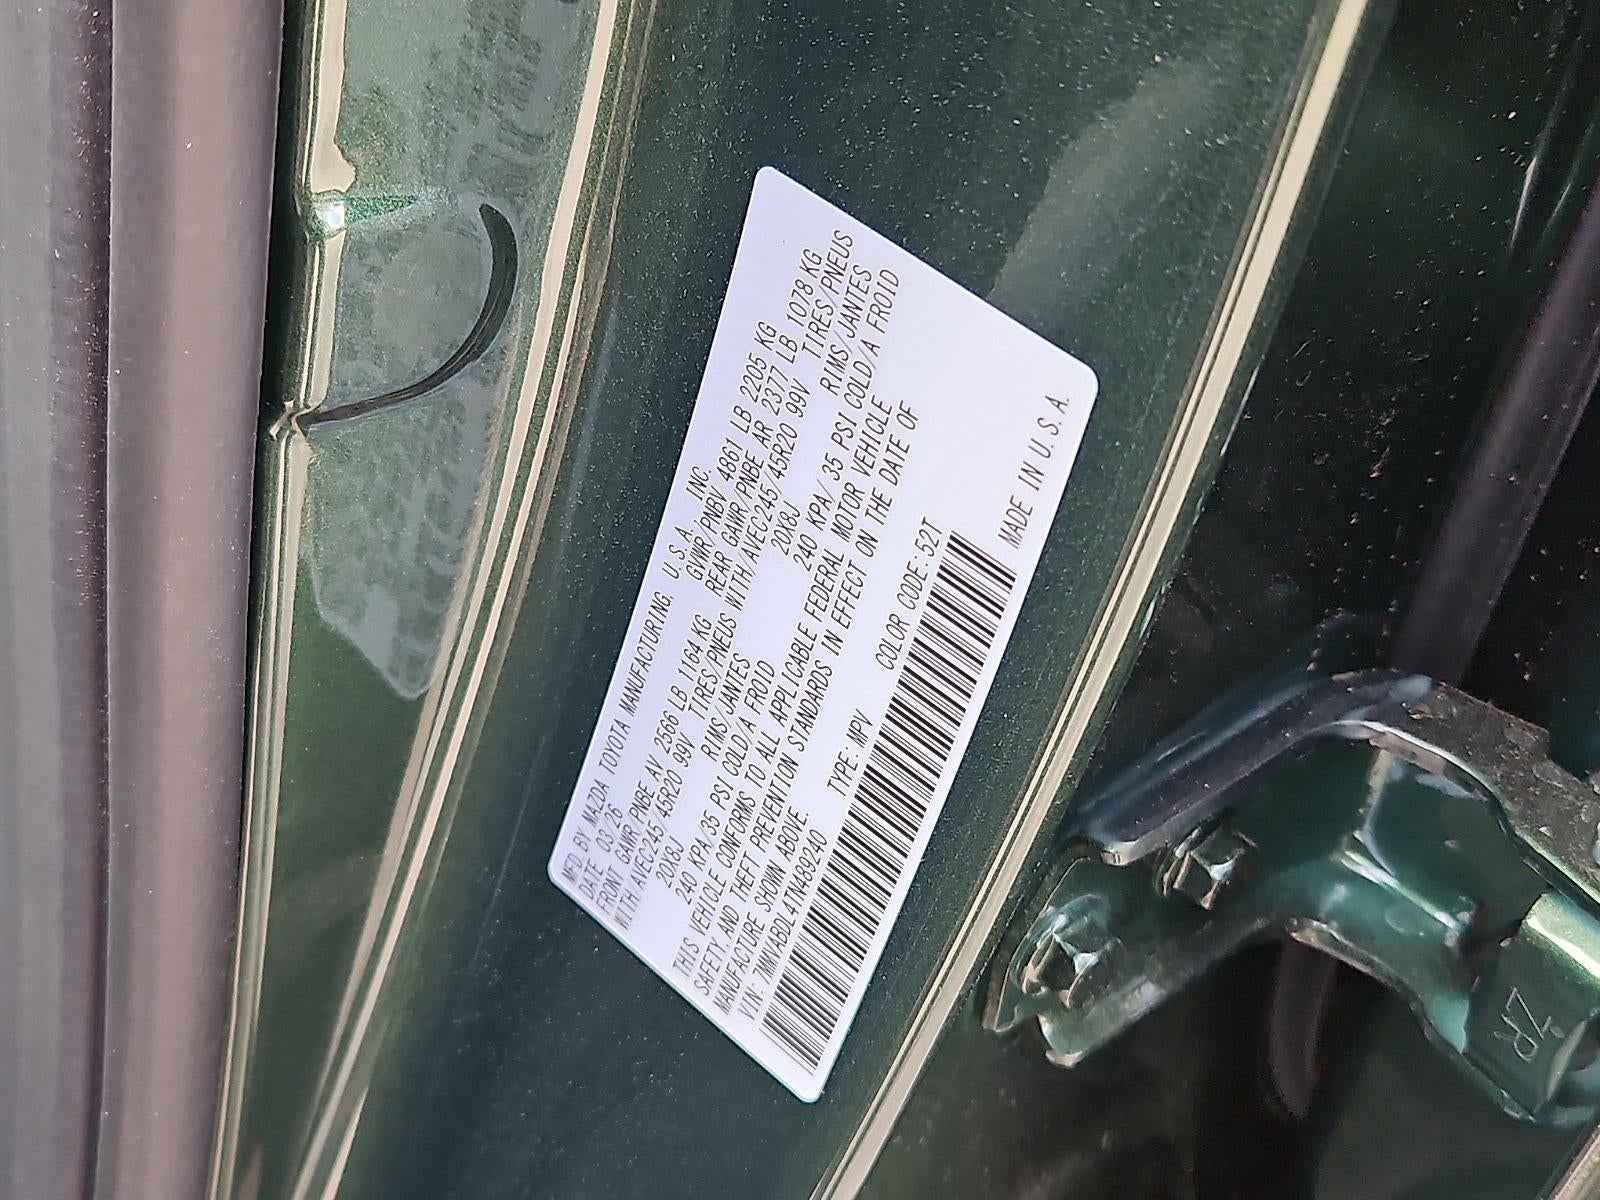 MFD. BY MAZDA TOYOTA MANUFACTURING, U.S.A., INC.
DATE 03/26 GWVR/PNBV 4861 LB 2205 KG
FRONT GAWR/PNBE AV 2566 LB 1164 KG REAR GAWR/PNBE AR 2377 LB 1078 KG
WITH/AVEC245/45R20 99V TIRES/PNEUS WITH/AVEC245/45R20 99V TIRES/PNEUS
20X8J RIMS/JANTES 20X8J RIMS/JANTES
240 KPA/35 PSI COLD/A FROID 240 KPA/35 PSI COLD/A FROID
THIS VEHICLE CONFORMS TO ALL APPLICABLE FEDERAL MOTOR VEHICLE
SAFETY, AND THEFT PREVENTION STANDARDS IN EFFECT ON THE DATE OF
MANUFACTURE SHOWN ABOVE.
VIN: 7MMVABDL4TN489240 TYPE: MPV COLOR CODE: 52T
MADE IN U.S.A.
ZR